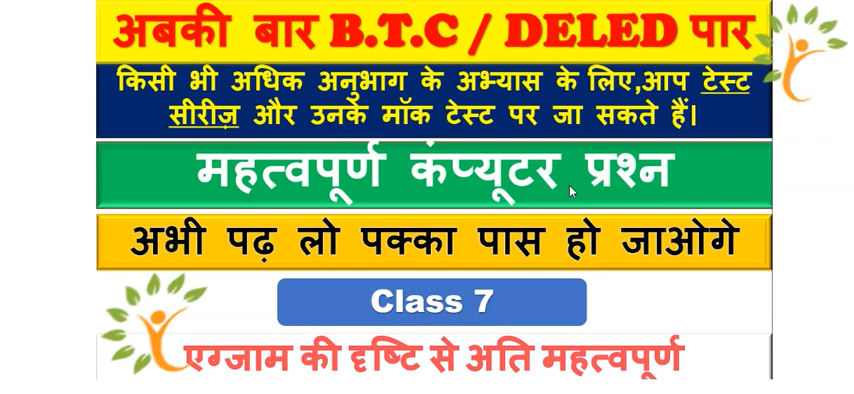 अबकी बार B.T.C / DELED पार
किसी भी अधिक अनुभाग के अभ्यास के लिए,आप टेस्ट
सीरीज़ और उनके मॉक टेस्ट पर जा सकते हैं।
महत्वपूर्ण कंप्यूटर प्रश्न
अभी पढ़ लो पक्का पास हो जाओगे
Class 7
एग्जाम की दृष्टि से अति महत्वपूर्ण